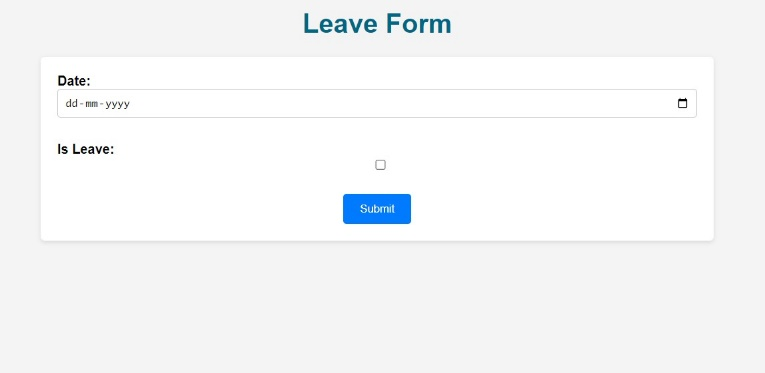 Leave Form
Date:
dd-mm-yyyy
Is Leave:
Submit